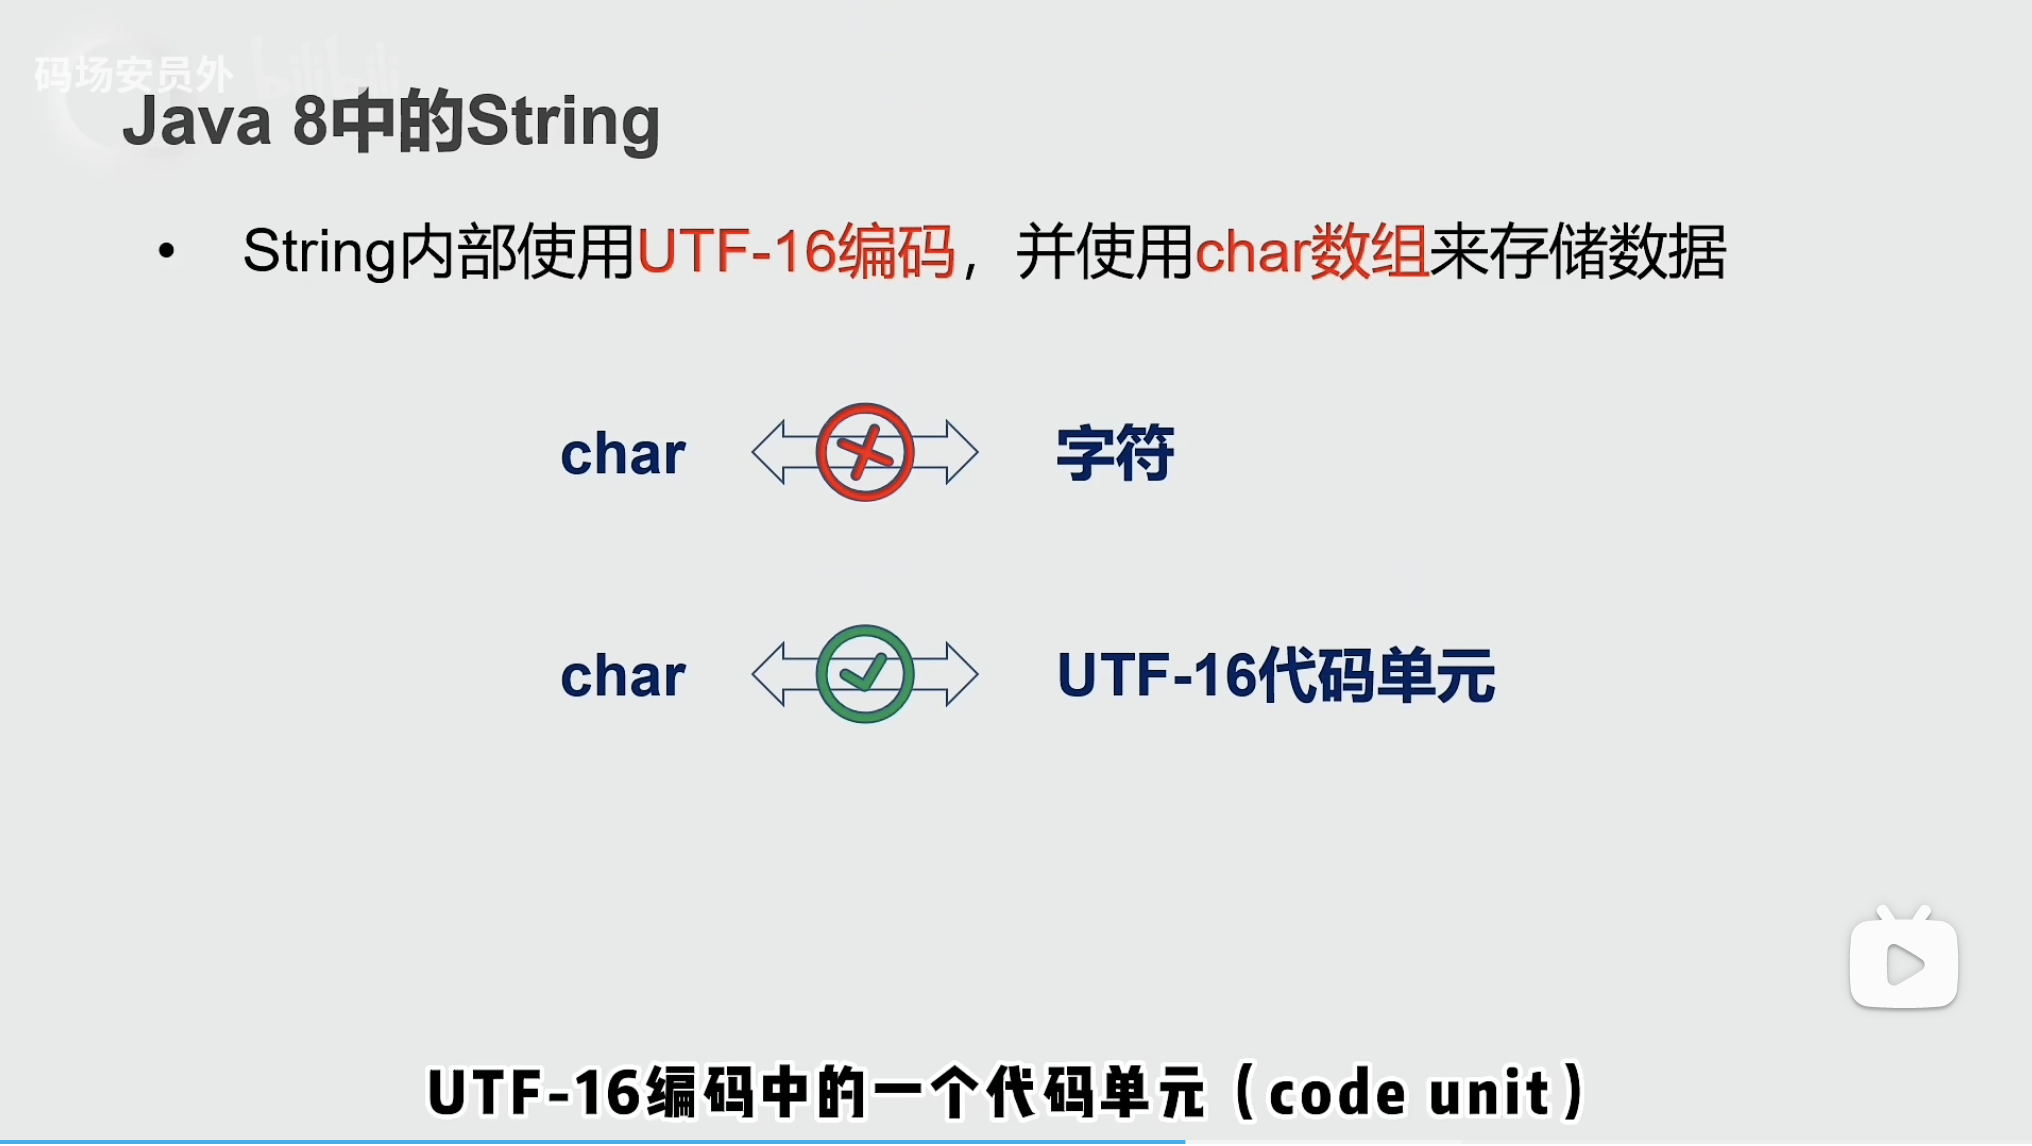 码场安员外 bilibili
Java 8中的String
• String内部使用UTF-16编码，并使用char数组来存储数据
char 字符
char UTF-16代码单元
UTF-16编码中的一个代码单元（code unit）